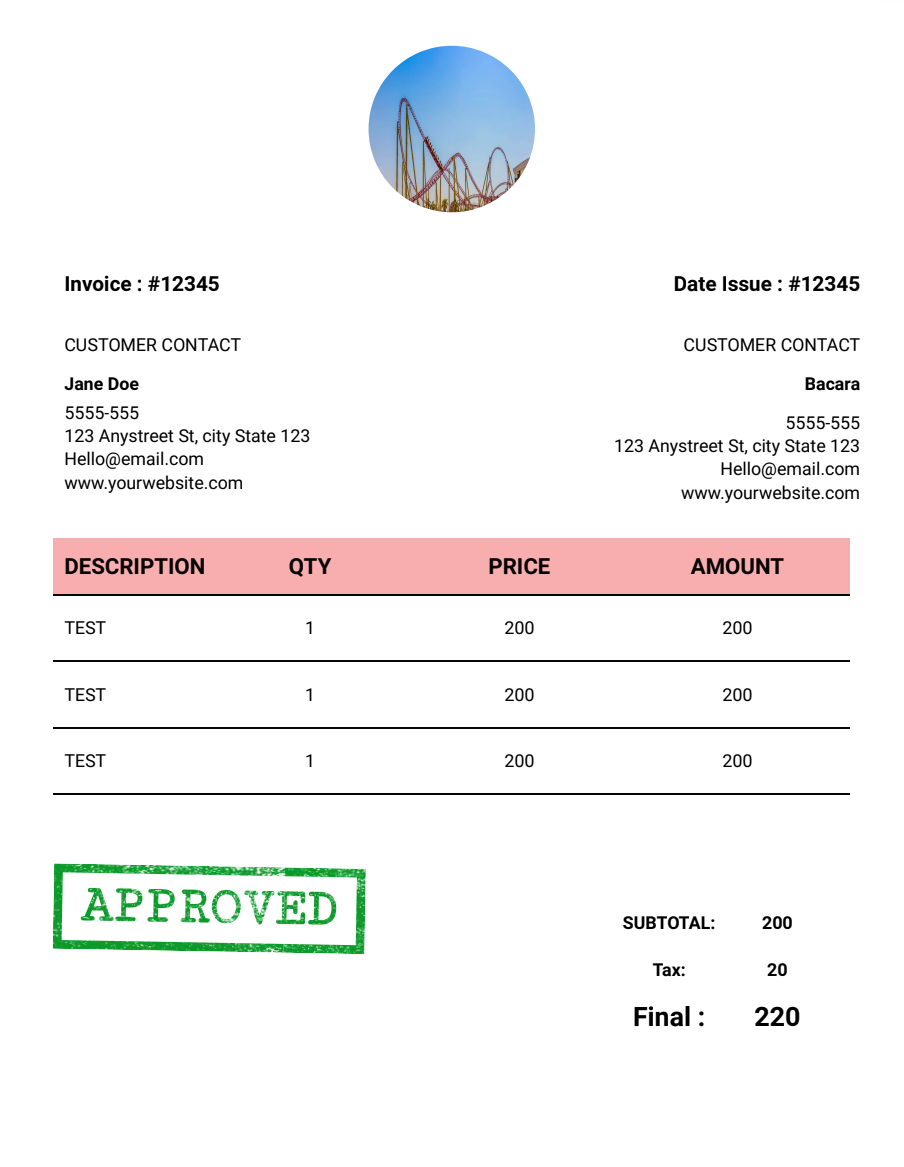 Invoice : #12345
Date Issue : #12345
CUSTOMER CONTACT
Jane Doe
5555-555
123 Anystreet St, city State 123
Hello@email.com
www.yourwebsite.com
CUSTOMER CONTACT
Bacara
5555-555
123 Anystreet St, city State 123
Hello@email.com
www.yourwebsite.com
DESCRIPTION QTY PRICE AMOUNT
TEST 1 200 200
TEST 1 200 200
TEST 1 200 200
APPROVED
SUBTOTAL: 200
Tax: 20
Final : 220